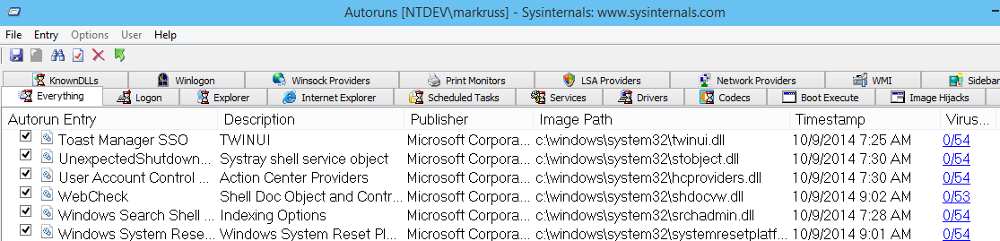 Autoruns [NTDEV\markruss] - Sysinternals: www.sysinternals.com
File Entry Options User Help
KnownDLLs Winlogon Winsock Providers Print Monitors LSA Providers Network Providers WMI Sidebar
Everything Logon Explorer Internet Explorer Scheduled Tasks Services Drivers Codecs Boot Execute Image Hijacks
Autorun Entry Description Publisher Image Path Timestamp Virus...
Toast Manager SSO TWINUI Microsoft Corpora... c:\windows\system32\twinui.dll 10/9/2014 7:25 AM 0/54
UnexpectedShutdown... Systray shell service object Microsoft Corpora... c:\windows\system32\stobject.dll 10/9/2014 7:30 AM 0/54
User Account Control ... Action Center Providers Microsoft Corpora... c:\windows\system32\hcproviders.dll 10/9/2014 7:30 AM 0/54
WebCheck Shell Doc Object and Contr... Microsoft Corpora... c:\windows\system32\shdocvw.dll 10/9/2014 9:02 AM 0/53
Windows Search Shell ... Indexing Options Microsoft Corpora... c:\windows\system32\srchadmin.dll 10/9/2014 7:28 AM 0/54
Windows System Rese... Windows System Reset Pl... Microsoft Corpora... c:\windows\system32\systemresetplatf... 10/9/2014 9:02 AM 0/54